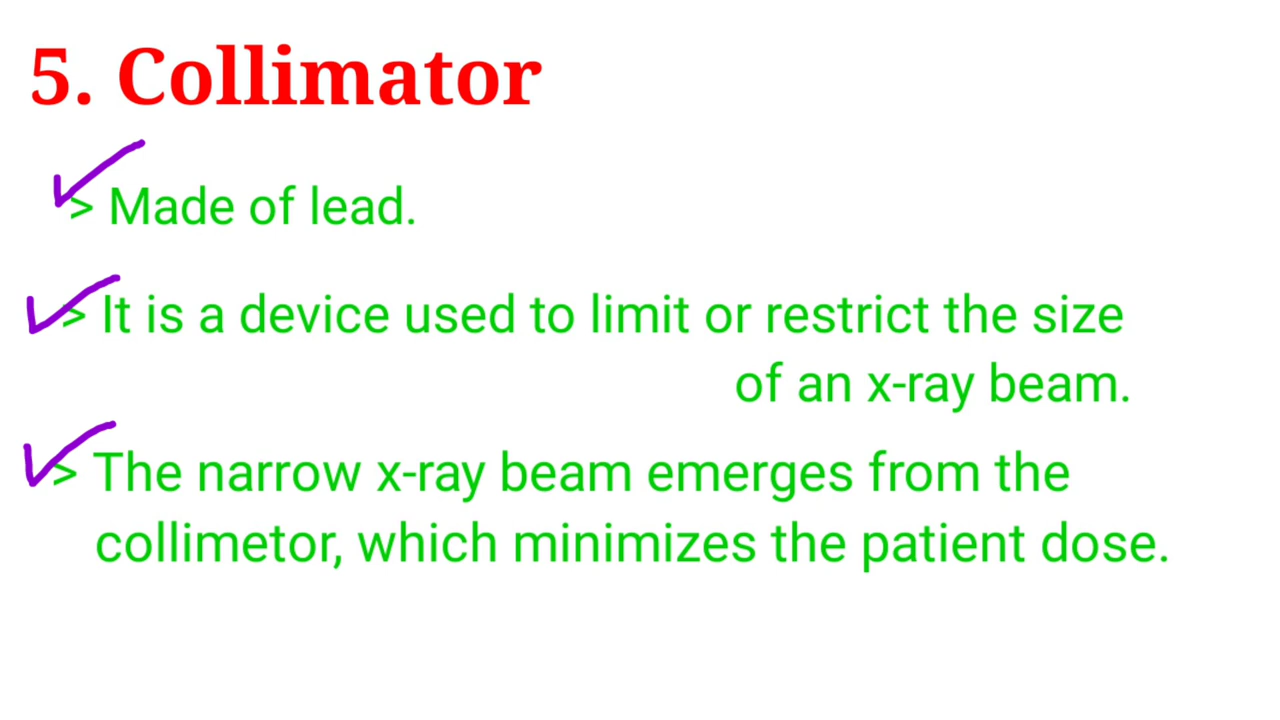 5. Collimator
> Made of lead.
> It is a device used to limit or restrict the size
of an x-ray beam.
> The narrow x-ray beam emerges from the
collimetor, which minimizes the patient dose.